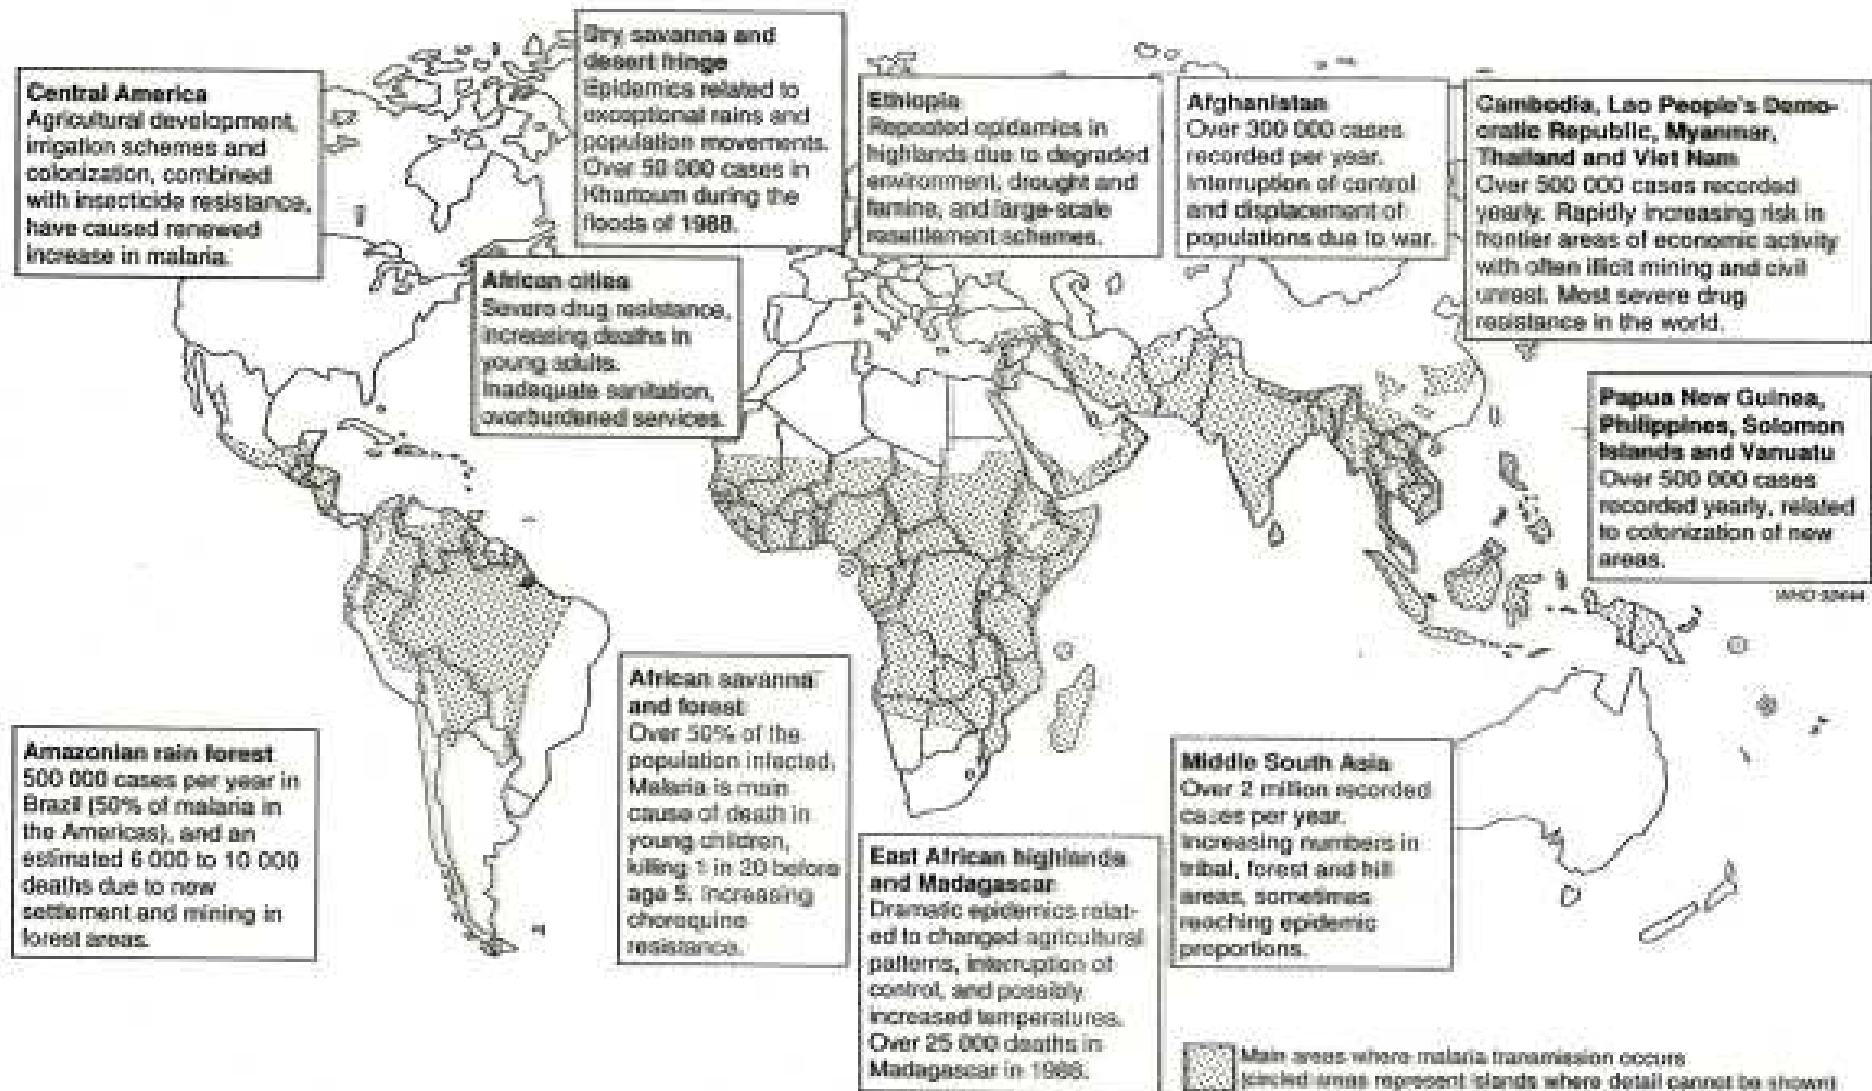 Central America
Agricultural development,
irrigation schemes and
colonization, combined
with insecticide resistance,
have caused renewed
increase in malaria.
Dry savanna and
desert fringe
Epidemics related to
exceptional rains and
population movements.
Over 50 000 cases in
Khartoum during the
floods of 1988.
African cities
Severe drug resistance,
increasing deaths in
young adults.
Inadequate sanitation,
overburdened services.
Ethiopia
Repeated epidemics in
highlands due to degraded
environment, drought and
famine, and large-scale
resettlement schemes.
Afghanistan
Over 300 000 cases
recorded per year.
Interruption of control
and displacement of
populations due to war.
Cambodia, Lao People's Demo-
cratic Republic, Myanmar,
Thailand and Viet Nam
Over 500 000 cases recorded
yearly. Rapidly increasing risk in
frontier areas of economic activity
with often illicit mining and civil
unrest. Most severe drug
resistance in the world.
Papua New Guinea,
Philippines, Solomon
Islands and Vanuatu
Over 500 000 cases
recorded yearly, related
to colonization of new
areas.
WHO
Amazonian rain forest
500 000 cases per year in
Brazil (50% of malaria in
the Americas), and an
estimated 6 000 to 10 000
deaths due to new
settlement and mining in
forest areas.
African savanna
and forest
Over 50% of the
population infected.
Malaria is main
cause of death in
young children,
killing 1 in 20 before
age 5. Increasing
choroquine
resistance.
East African highlands
and Madagascar
Dramatic epidemics relat-
ed to changed agricultural
patterns, interruption of
control, and possibly
increased temperatures.
Over 25 000 deaths in
Madagascar in 1988.
Middle South Asia
Over 2 million recorded
cases per year.
Increasing numbers in
tribal, forest and hill
areas, sometimes
reaching epidemic
proportions.
Main areas where malaria transmission occurs
(circled areas represent islands where detail cannot be shown)